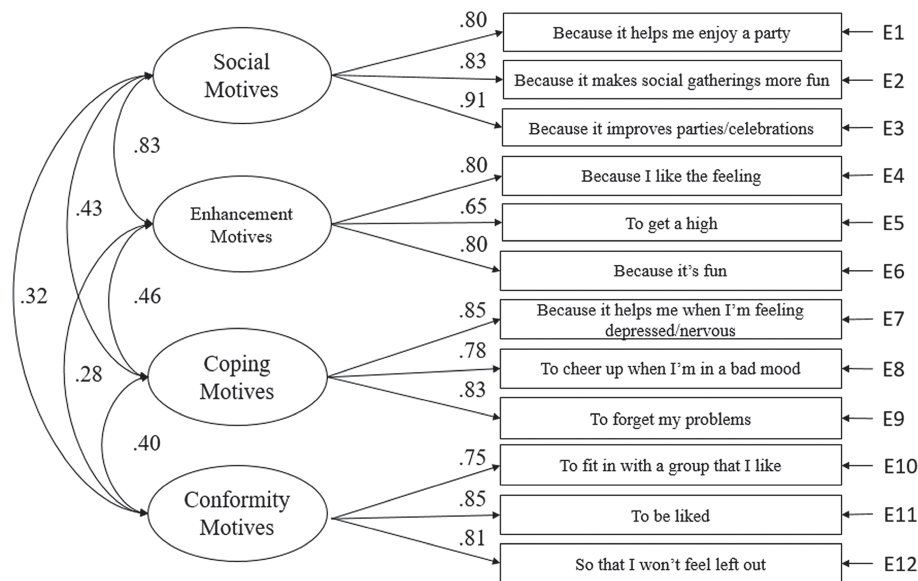 Social
Motives
Enhancement
Motives
Coping
Motives
Conformity
Motives
.83
.43
.32
.46
.28
.40
.80
.83
.91
.80
.65
.80
.85
.78
.83
.75
.85
.81
Because it helps me enjoy a party
Because it makes social gatherings more fun
Because it improves parties/celebrations
Because I like the feeling
To get a high
Because it's fun
Because it helps me when I'm feeling
depressed/nervous
To cheer up when I'm in a bad mood
To forget my problems
To fit in with a group that I like
To be liked
So that I won't feel left out
E1
E2
E3
E4
E5
E6
E7
E8
E9
E10
E11
E12